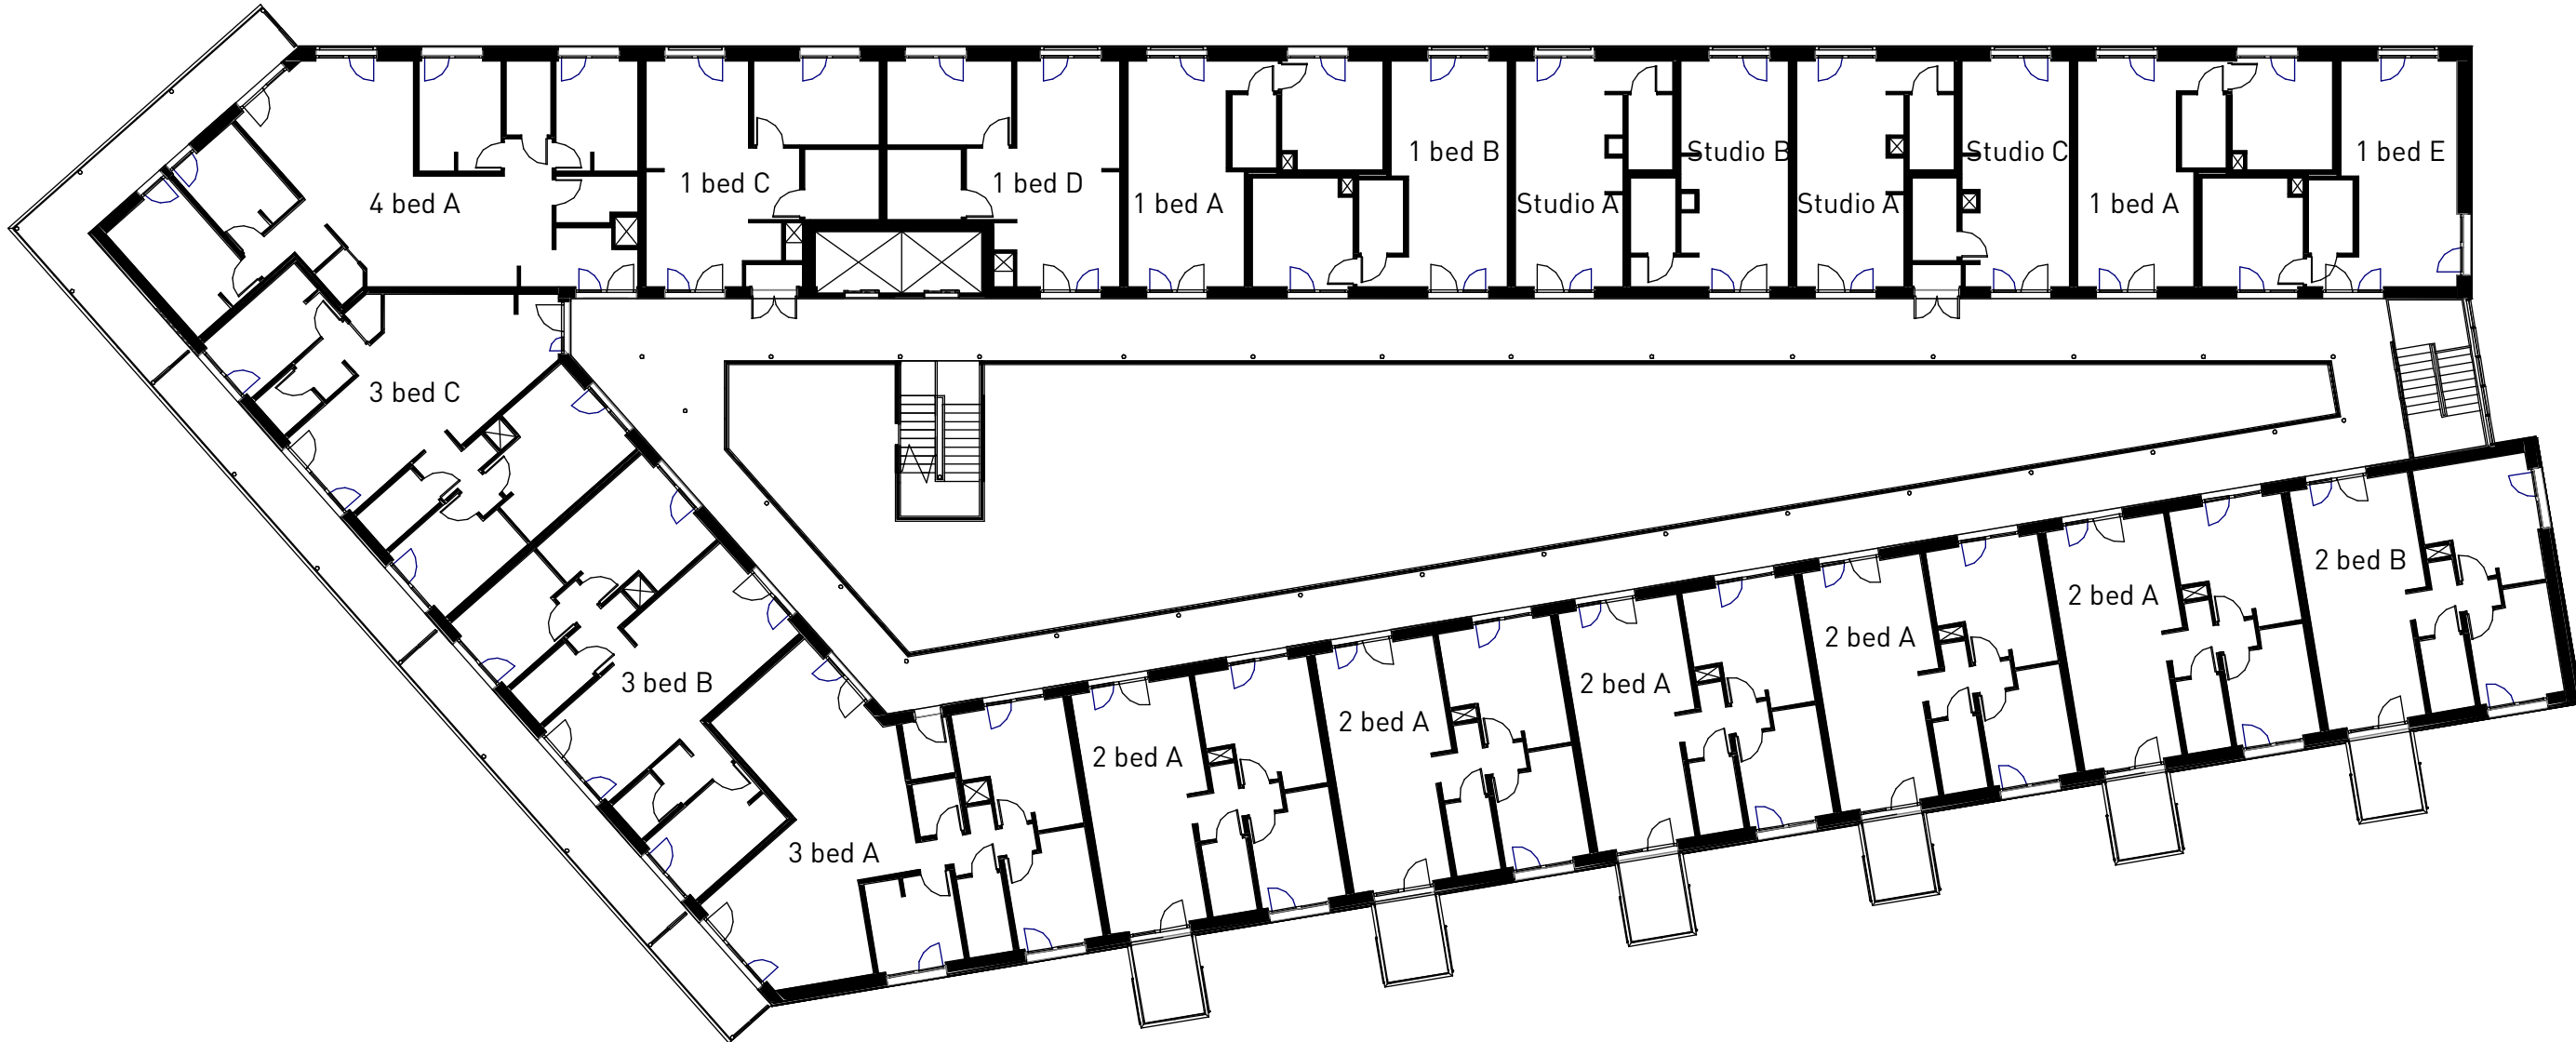 4 bed A
1 bed C
1 bed D
1 bed A
1 bed B
Studio A
Studio B
Studio A
Studio C
1 bed A
1 bed E
3 bed C
3 bed B
3 bed A
2 bed A
2 bed A
2 bed A
2 bed A
2 bed A
2 bed B